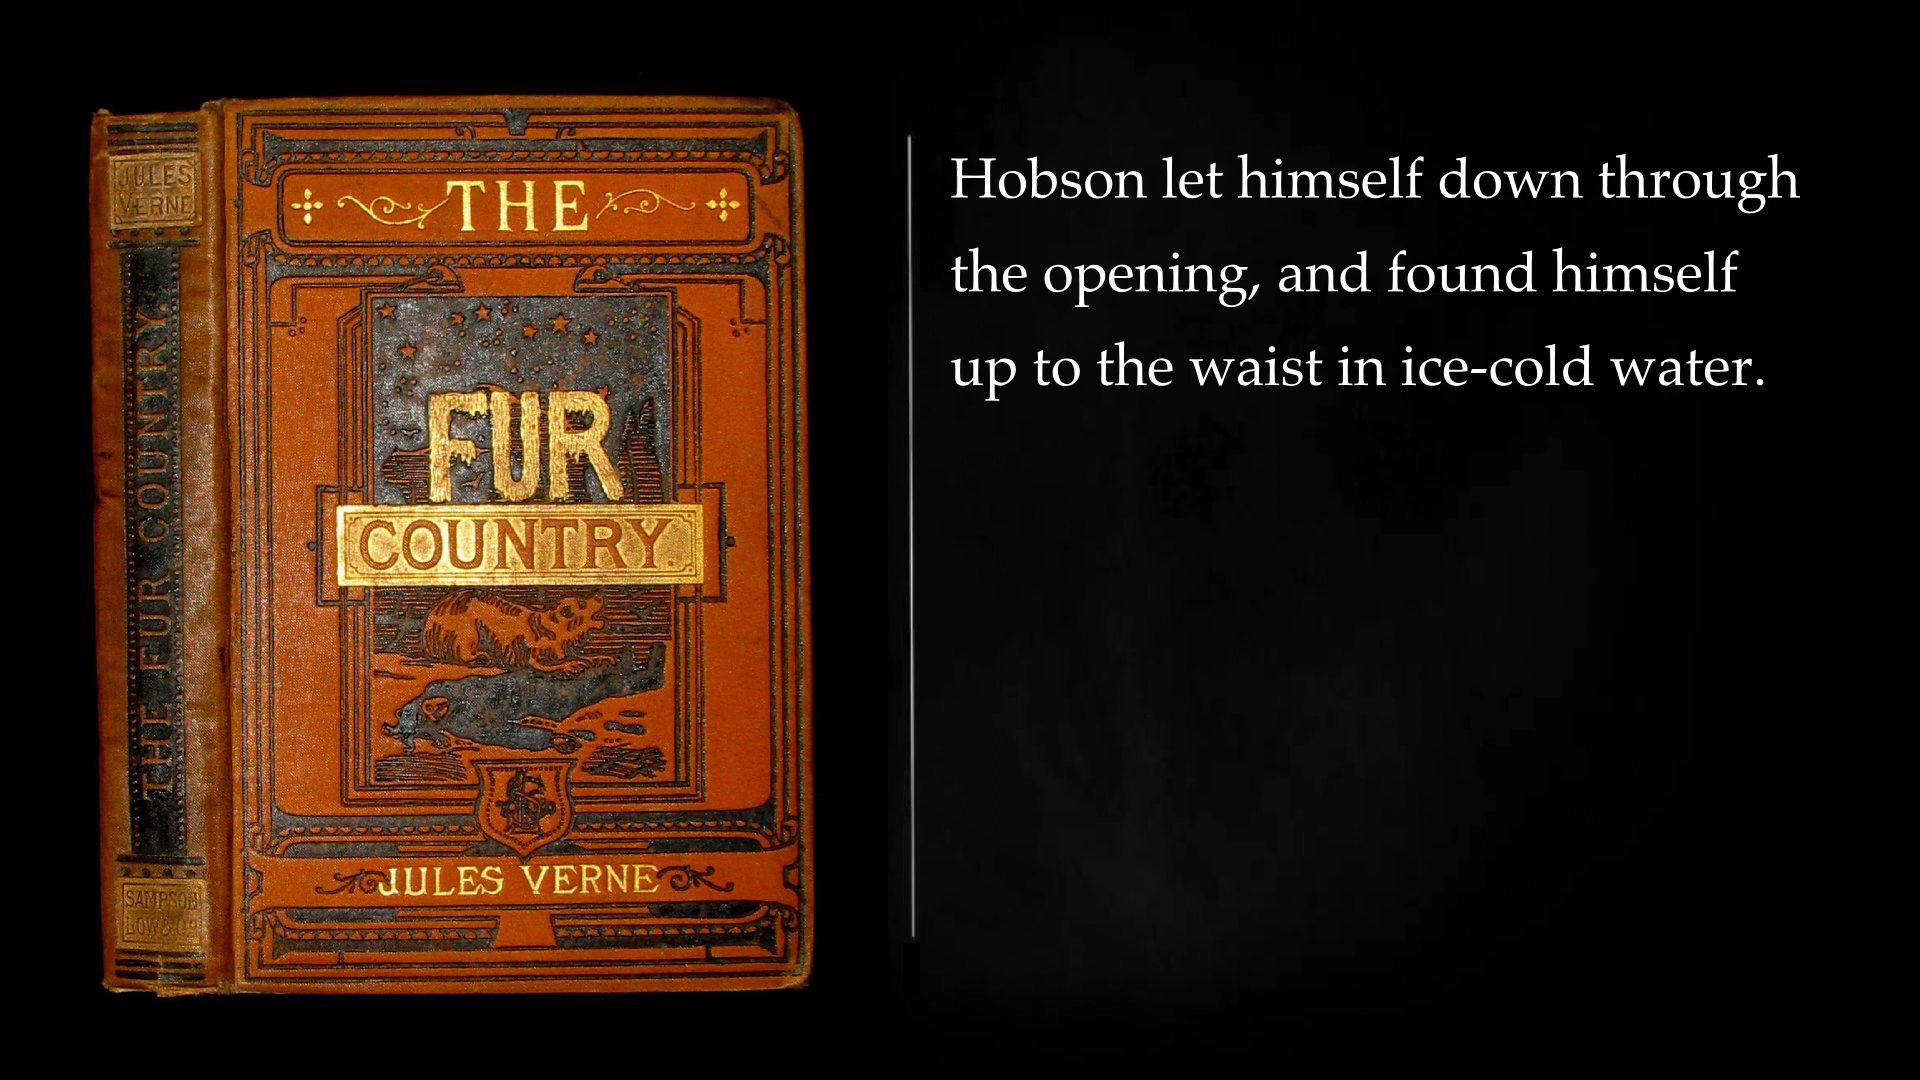 JULES
VERNE
THE FUR COUNTRY.
SAMPSON
LOW & Co
THE
FUR
COUNTRY.
JULES VERNE
Hobson let himself down through
the opening, and found himself
up to the waist in ice-cold water.